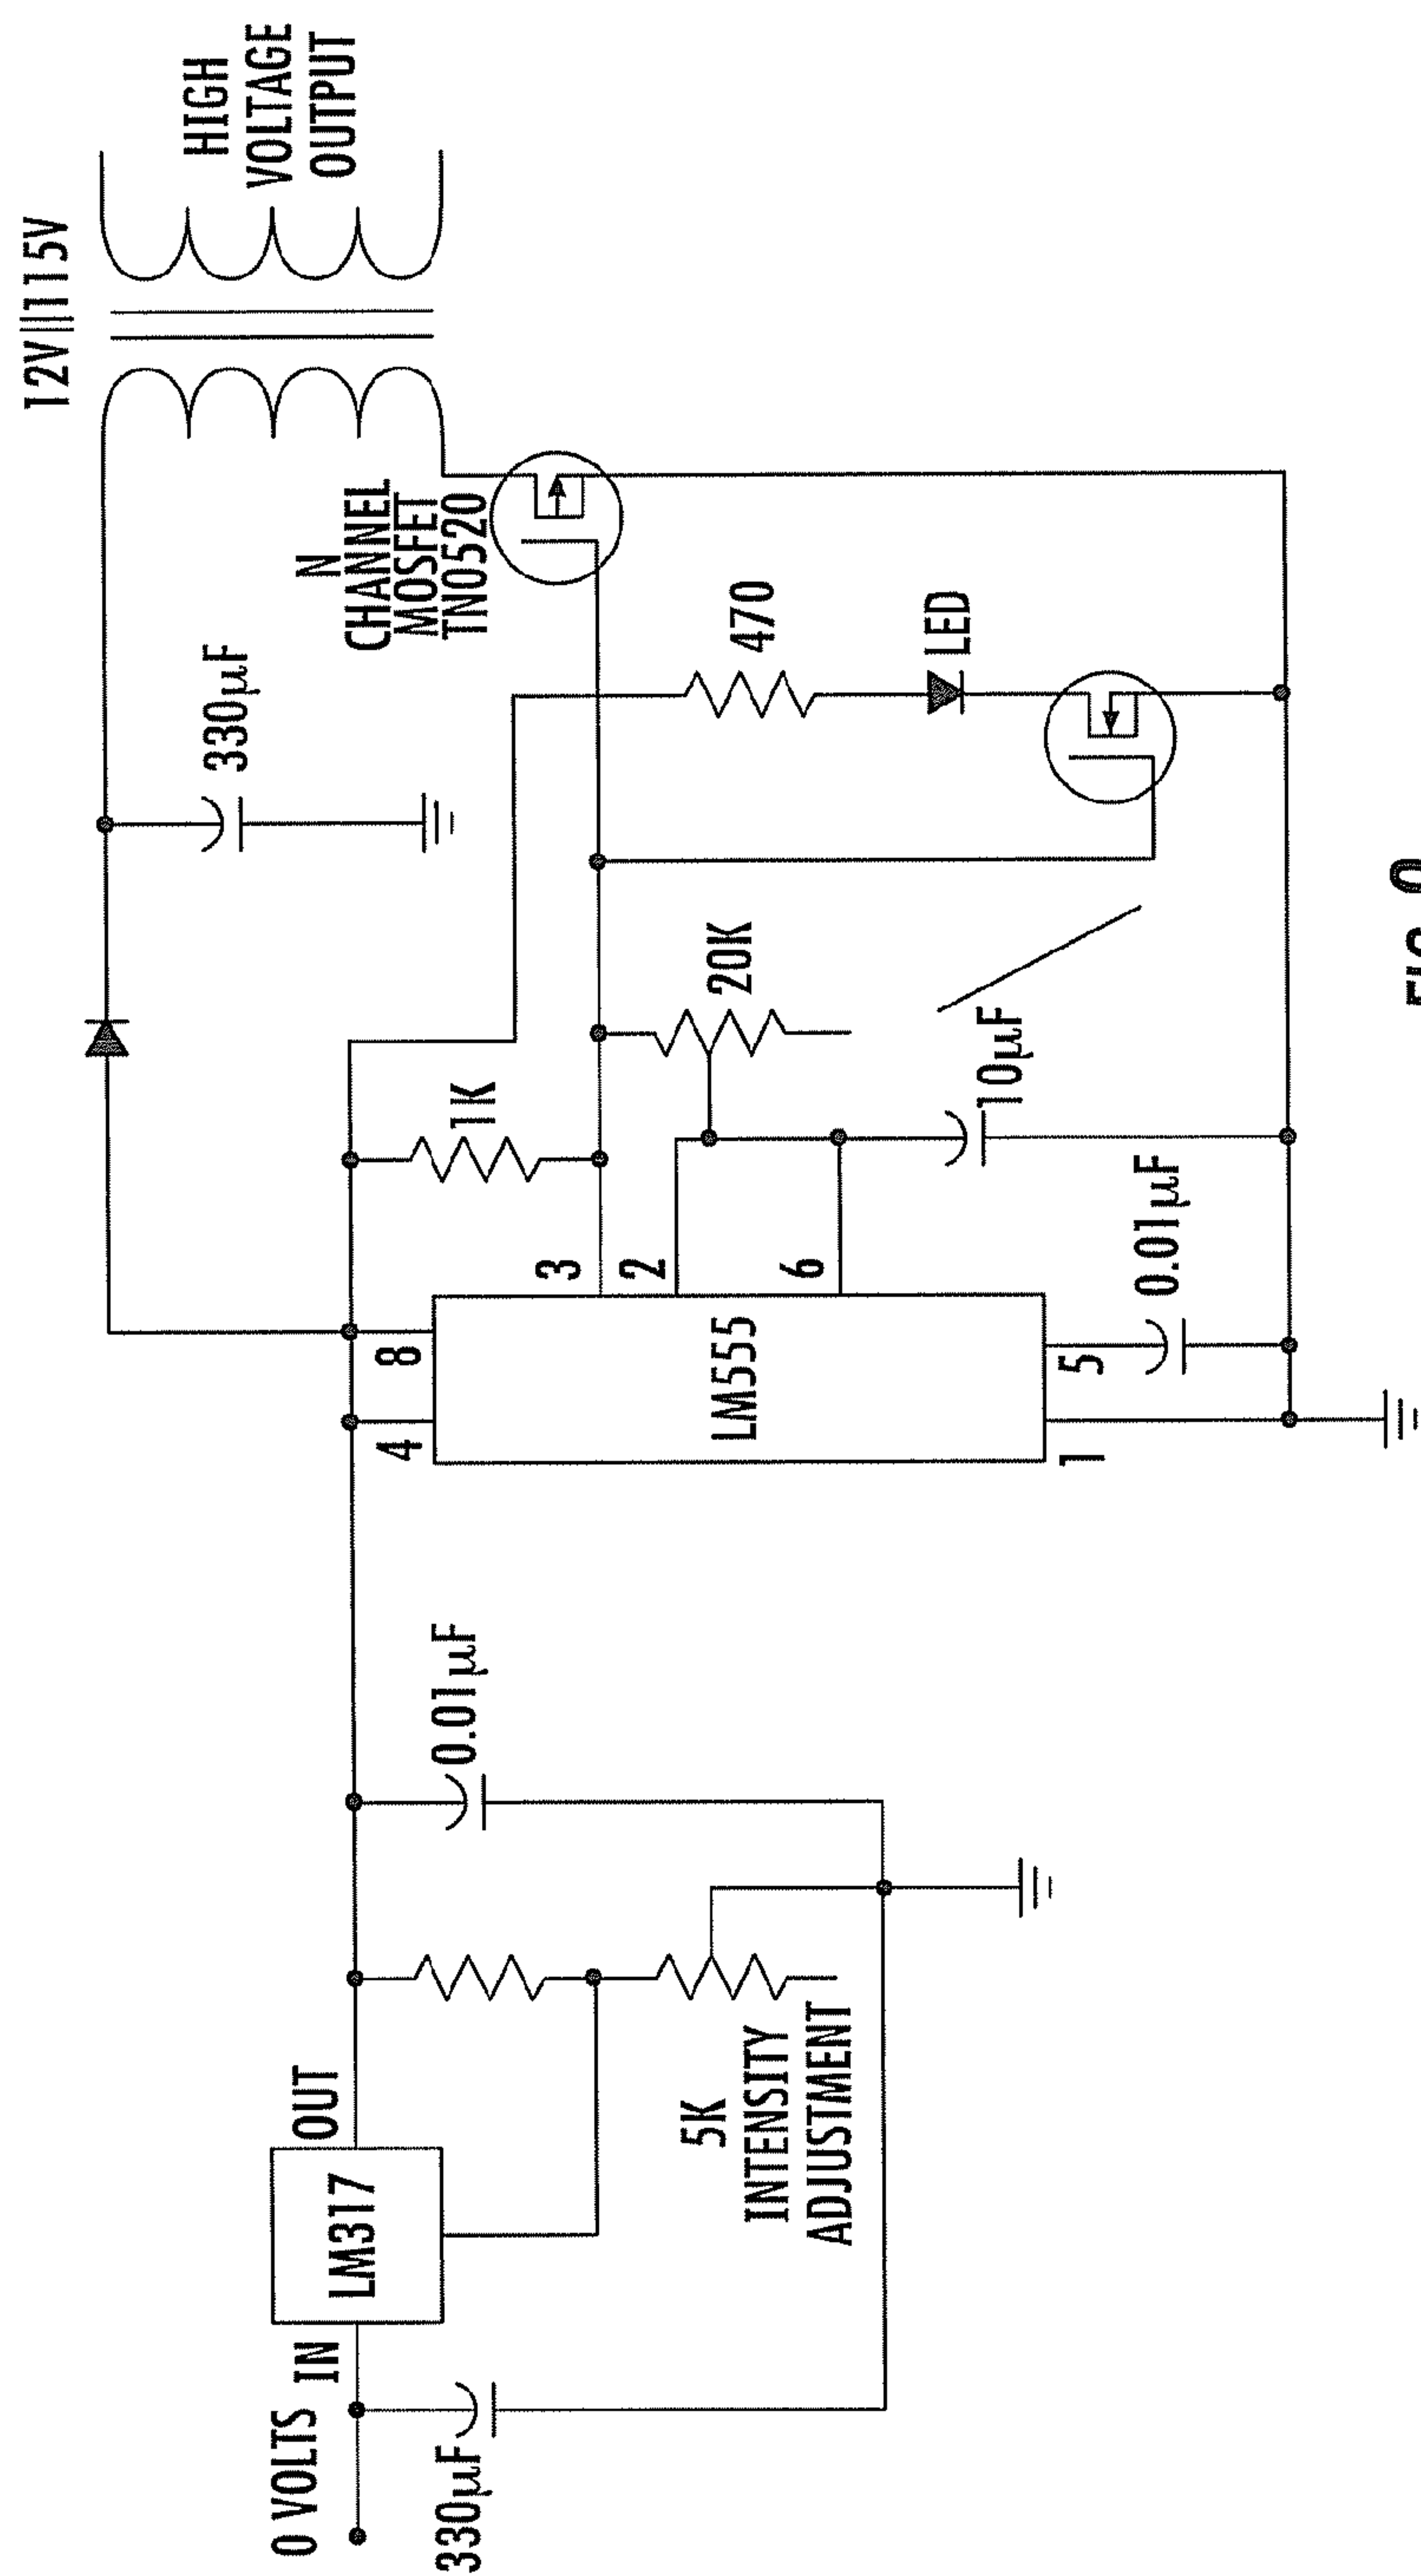 12V|||115V
HIGH
VOLTAGE
OUTPUT
330µF
N
CHANNEL
MOSFET
TN0520
0 VOLTS
IN
LM317
OUT
330µF
0.01µF
5K
INTENSITY
ADJUSTMENT
4
8
LM555
3
2
6
5
1
1K
20K
10µF
0.01µF
470
LED